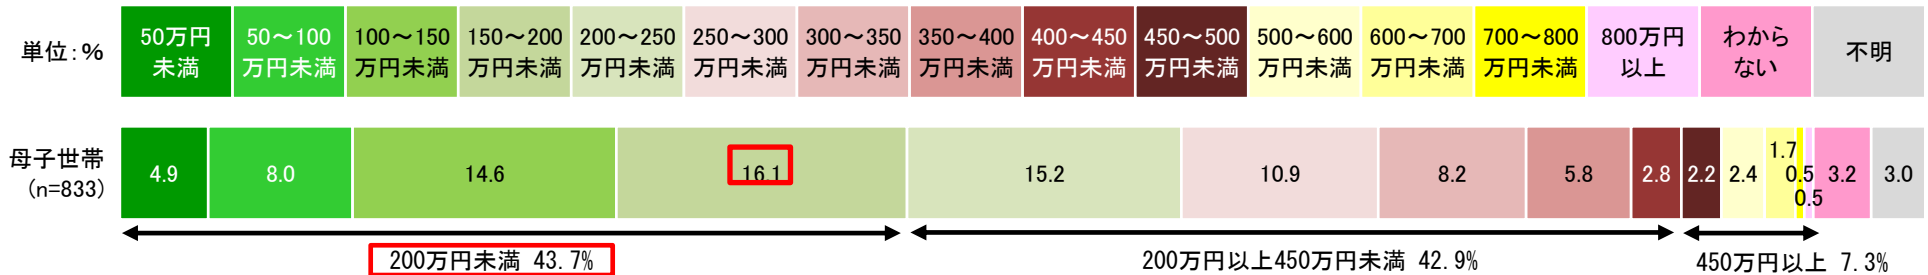 単位:%
50万円
未満
50～100
万円未満
100～150
万円未満
150～200
万円未満
200～250
万円未満
250～300
万円未満
300～350
万円未満
350～400
万円未満
400～450
万円未満
450～500
万円未満
500～600
万円未満
600～700
万円未満
700～800
万円未満
800万円
以上
わから
ない
不明
母子世帯
(n=833)
4.9
8.0
14.6
16.1
15.2
10.9
8.2
5.8
2.8
2.2
2.4
1.7
0.5
0.5
3.2
3.0
200万円未満 43.7%
200万円以上450万円未満 42.9%
450万円以上 7.3%